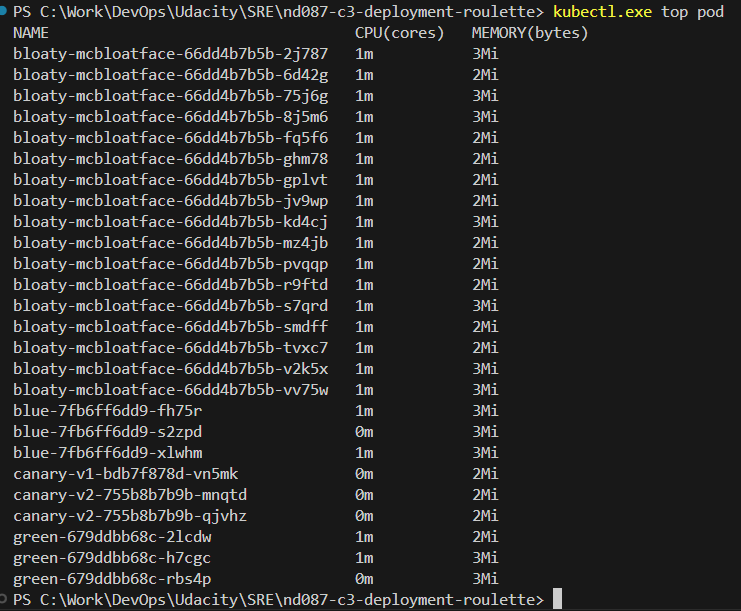 PS C:\Work\DevOps\Udacity\SRE\nd087-c3-deployment-roulette> kubectl.exe top pod
NAME CPU(cores) MEMORY(bytes)
bloaty-mcbloatface-66dd4b7b5b-2j787 1m 3Mi
bloaty-mcbloatface-66dd4b7b5b-6d42g 1m 2Mi
bloaty-mcbloatface-66dd4b7b5b-75j6g 1m 3Mi
bloaty-mcbloatface-66dd4b7b5b-8j5m6 1m 3Mi
bloaty-mcbloatface-66dd4b7b5b-fq5f6 1m 2Mi
bloaty-mcbloatface-66dd4b7b5b-ghm78 1m 2Mi
bloaty-mcbloatface-66dd4b7b5b-gplvt 1m 2Mi
bloaty-mcbloatface-66dd4b7b5b-jv9wp 1m 2Mi
bloaty-mcbloatface-66dd4b7b5b-kd4cj 1m 3Mi
bloaty-mcbloatface-66dd4b7b5b-mz4jb 1m 2Mi
bloaty-mcbloatface-66dd4b7b5b-pvqqp 1m 2Mi
bloaty-mcbloatface-66dd4b7b5b-r9ftd 1m 2Mi
bloaty-mcbloatface-66dd4b7b5b-s7qrd 1m 3Mi
bloaty-mcbloatface-66dd4b7b5b-smdff 1m 2Mi
bloaty-mcbloatface-66dd4b7b5b-tvxc7 1m 2Mi
bloaty-mcbloatface-66dd4b7b5b-v2k5x 1m 3Mi
bloaty-mcbloatface-66dd4b7b5b-vv75w 1m 3Mi
blue-7fb6ff6dd9-fh75r 1m 3Mi
blue-7fb6ff6dd9-s2zpd 0m 3Mi
blue-7fb6ff6dd9-xlwhm 1m 3Mi
canary-v1-bdb7f878d-vn5mk 0m 2Mi
canary-v2-755b8b7b9b-mnqtd 0m 2Mi
canary-v2-755b8b7b9b-qjvhz 0m 2Mi
green-679ddbb68c-2lcdw 1m 2Mi
green-679ddbb68c-h7cgc 1m 3Mi
green-679ddbb68c-rbs4p 0m 3Mi
PS C:\Work\DevOps\Udacity\SRE\nd087-c3-deployment-roulette>